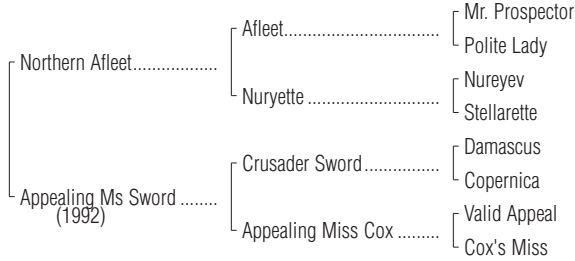 Mr. Prospector
Afleet.................................
Polite Lady
Northern Afleet..................
Nureyev
Nuryette ............................
Stellarette
Damascus
Crusader Sword................
Copernica
Appealing Ms Sword ........
(1992)
Valid Appeal
Appealing Miss Cox .........
Cox's Miss